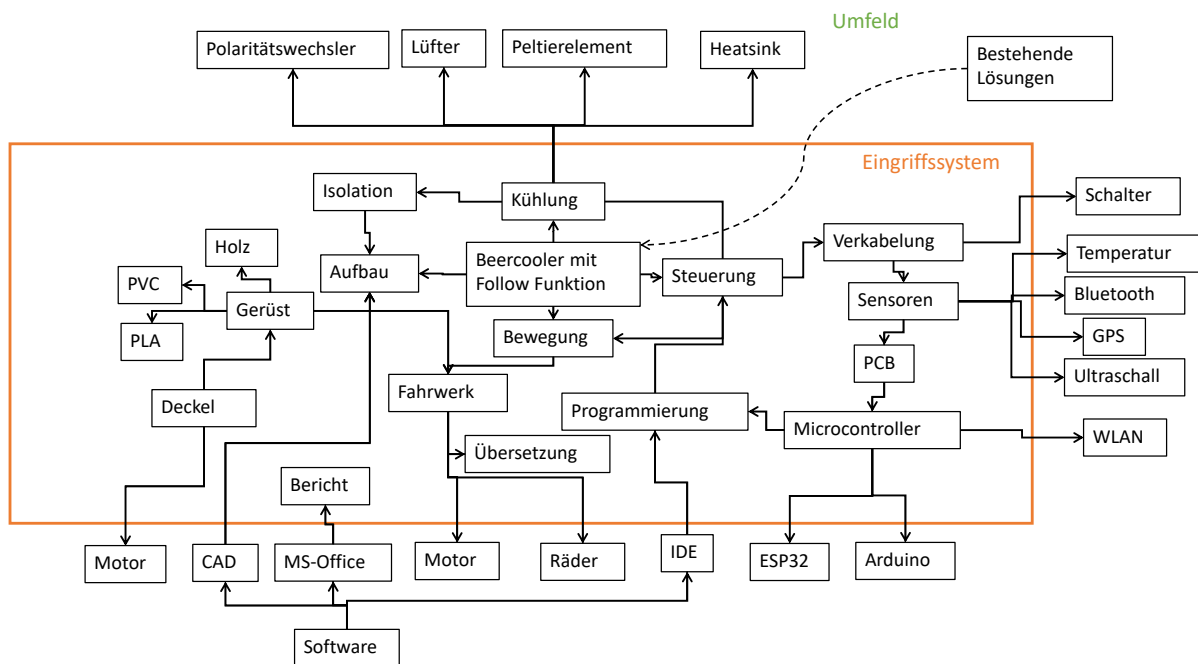 Umfeld
Polaritätswechsler
Lüfter
Peltierelement
Heatsink
Bestehende
Lösungen
Eingriffssystem
Isolation
Kühlung
Schalter
Holz
Verkabelung
Temperatur
Aufbau
Beercooler mit
Follow Funktion
Steuerung
PVC
Sensoren
Bluetooth
Gerüst
PLA
Bewegung
GPS
PCB
Ultraschall
Deckel
Fahrwerk
Programmierung
Microcontroller
WLAN
Übersetzung
Bericht
Motor
CAD
MS-Office
Motor
Räder
IDE
ESP32
Arduino
Software